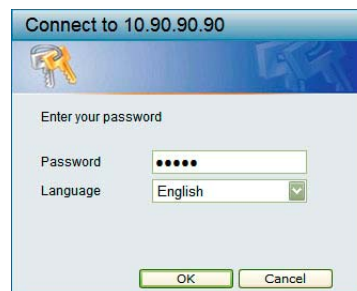 Connect to 10.90.90.90
Enter your password
Password •••••
Language English
OK Cancel